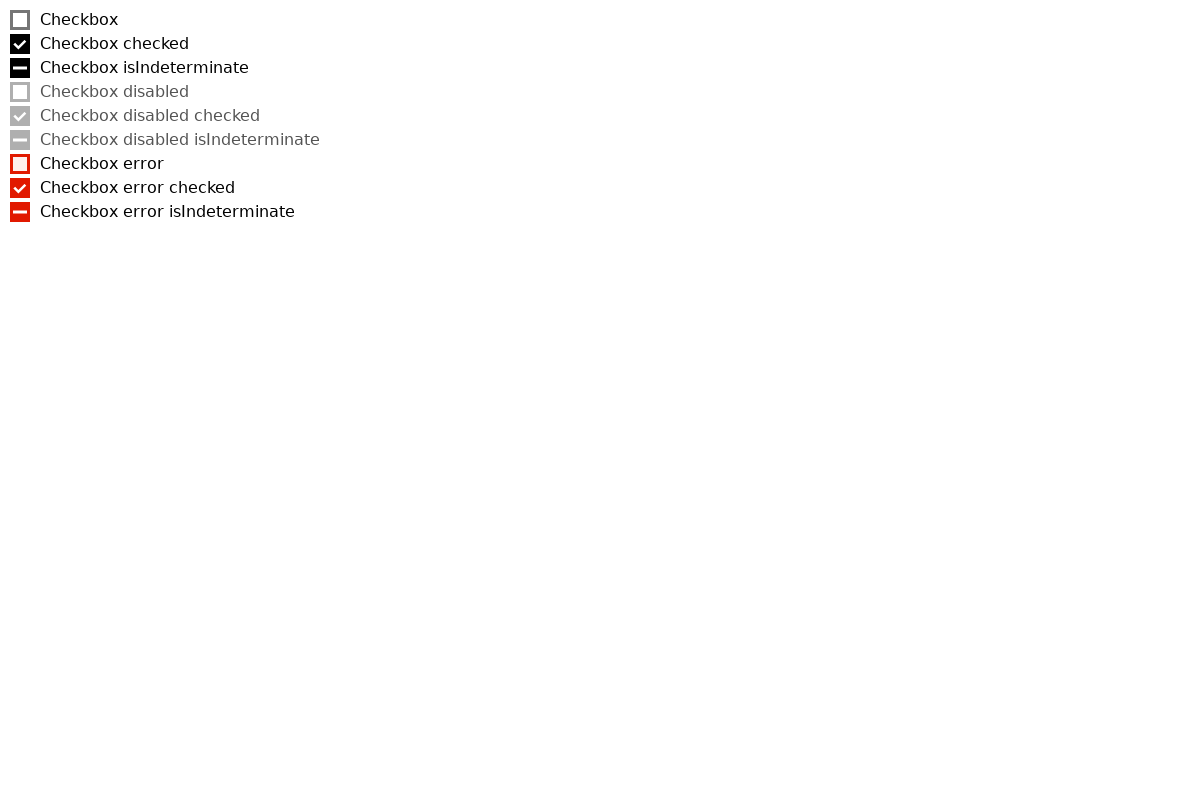 Checkbox
Checkbox checked
Checkbox isIndeterminate
Checkbox disabled
Checkbox disabled checked
Checkbox disabled isIndeterminate
Checkbox error
Checkbox error checked
Checkbox error isIndeterminate